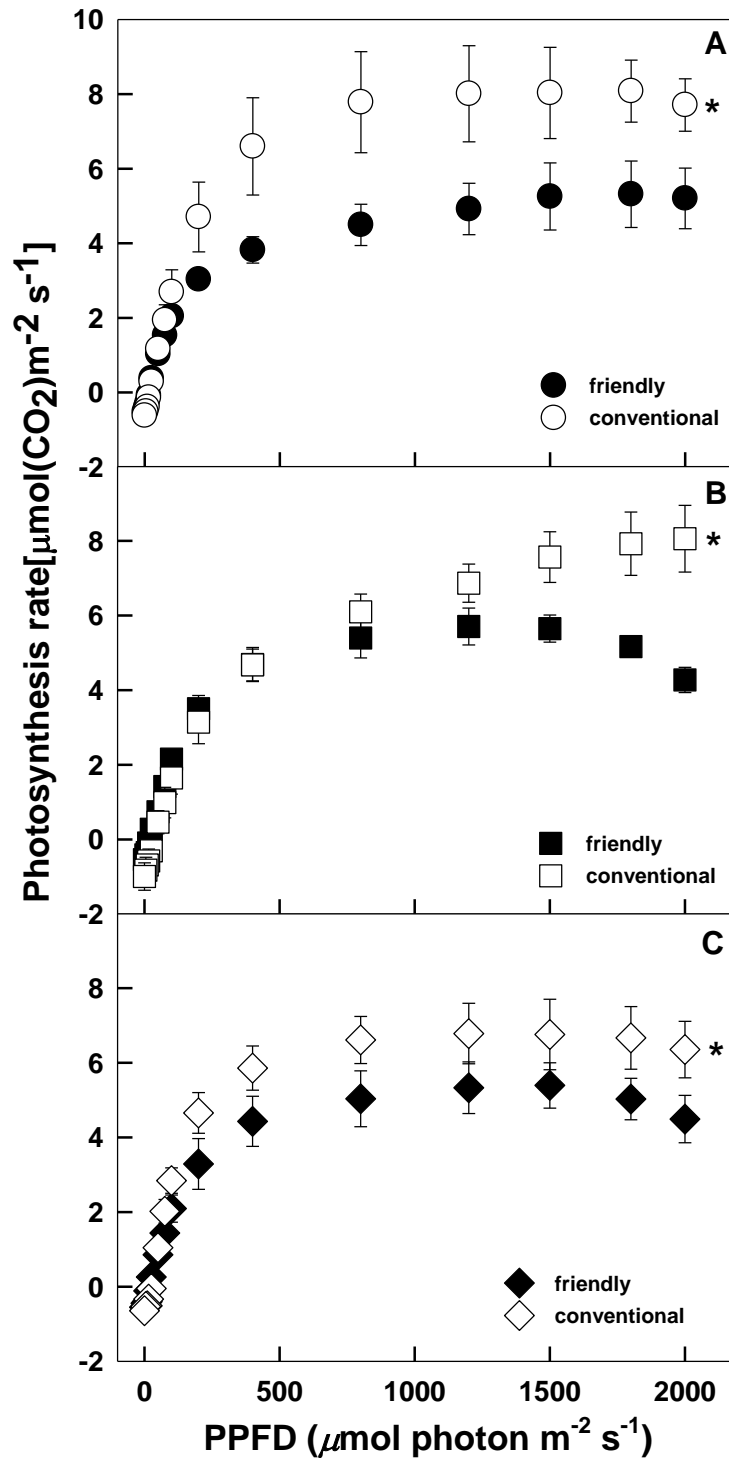 Photosynthesis rate[μmol(CO2)m-2 s-1]
10
8
6
4
2
0
-2
A
*
friendly
conventional
8
6
4
2
0
-2
B
*
friendly
conventional
8
6
4
2
0
-2
C
*
friendly
conventional
0 500 1000 1500 2000
PPFD (μmol photon m-2 s-1)